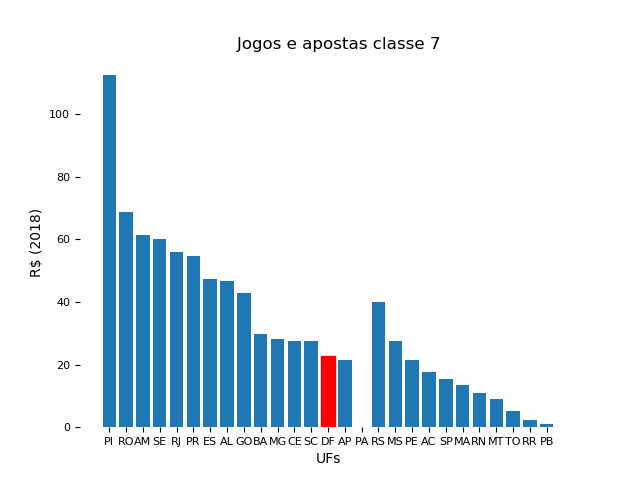 Jogos e apostas classe 7
R$ (2018)
100
80
60
40
20
0
PI RO AM SE RJ PR ES AL GO BA MG CE SC DF AP PA RS MS PE AC SP MA RN MT TO RR PB
UFs